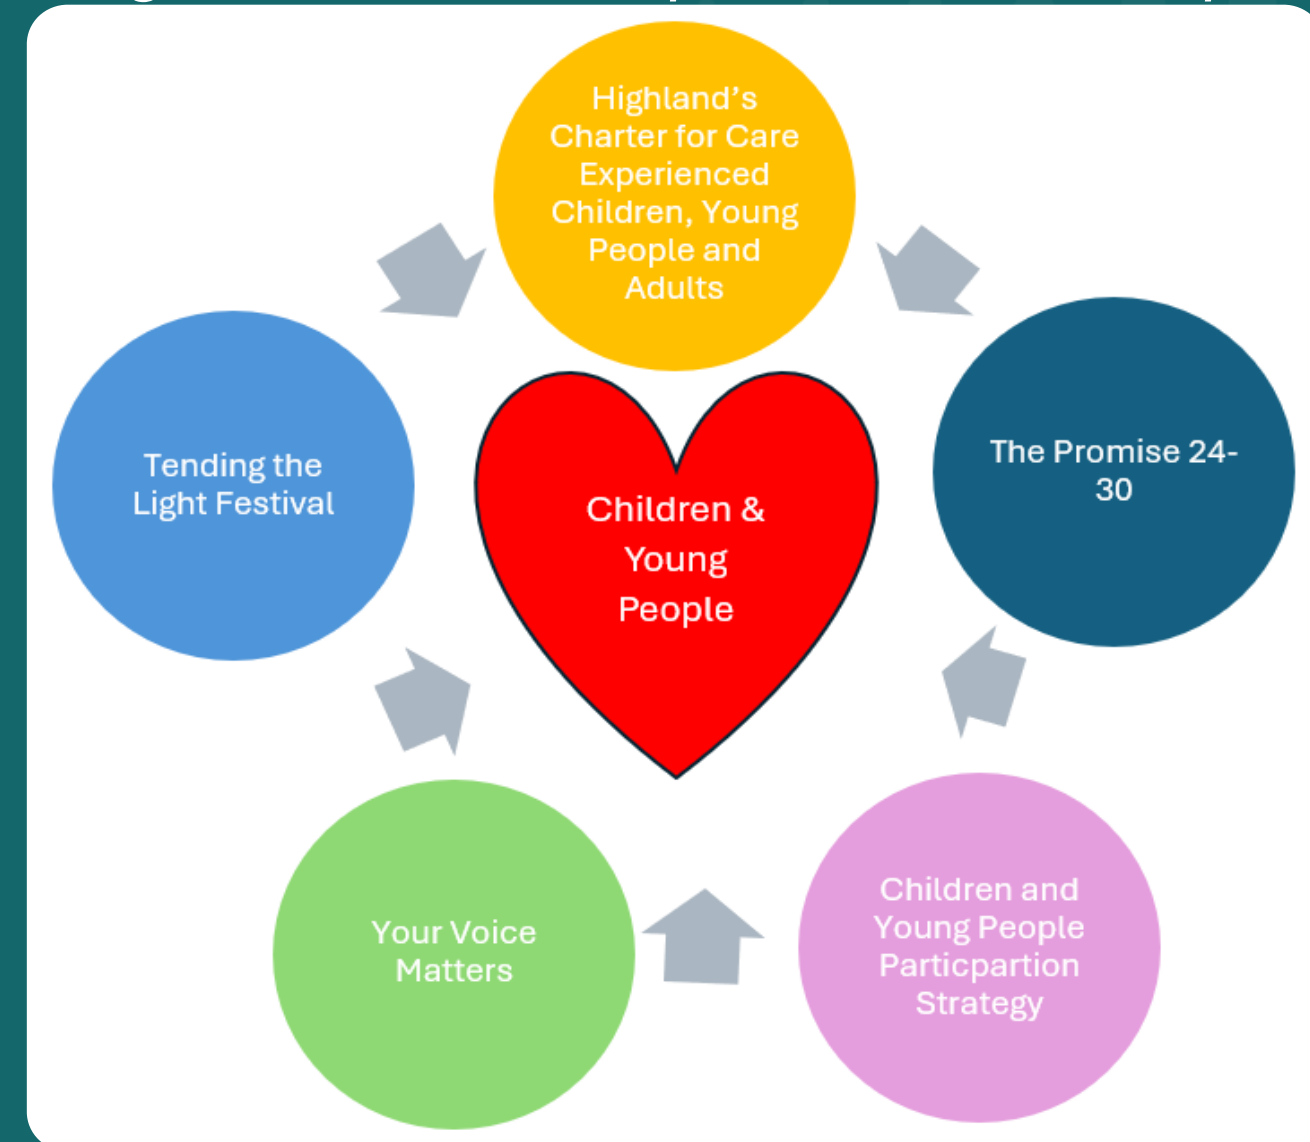 Highland’s
Charter for Care
Experienced
Children, Young
People and
Adults
Tending the
Light Festival
The Promise 24-
30
Children &
Young
People
Your Voice
Matters
Children and
Young People
Particpartion
Strategy